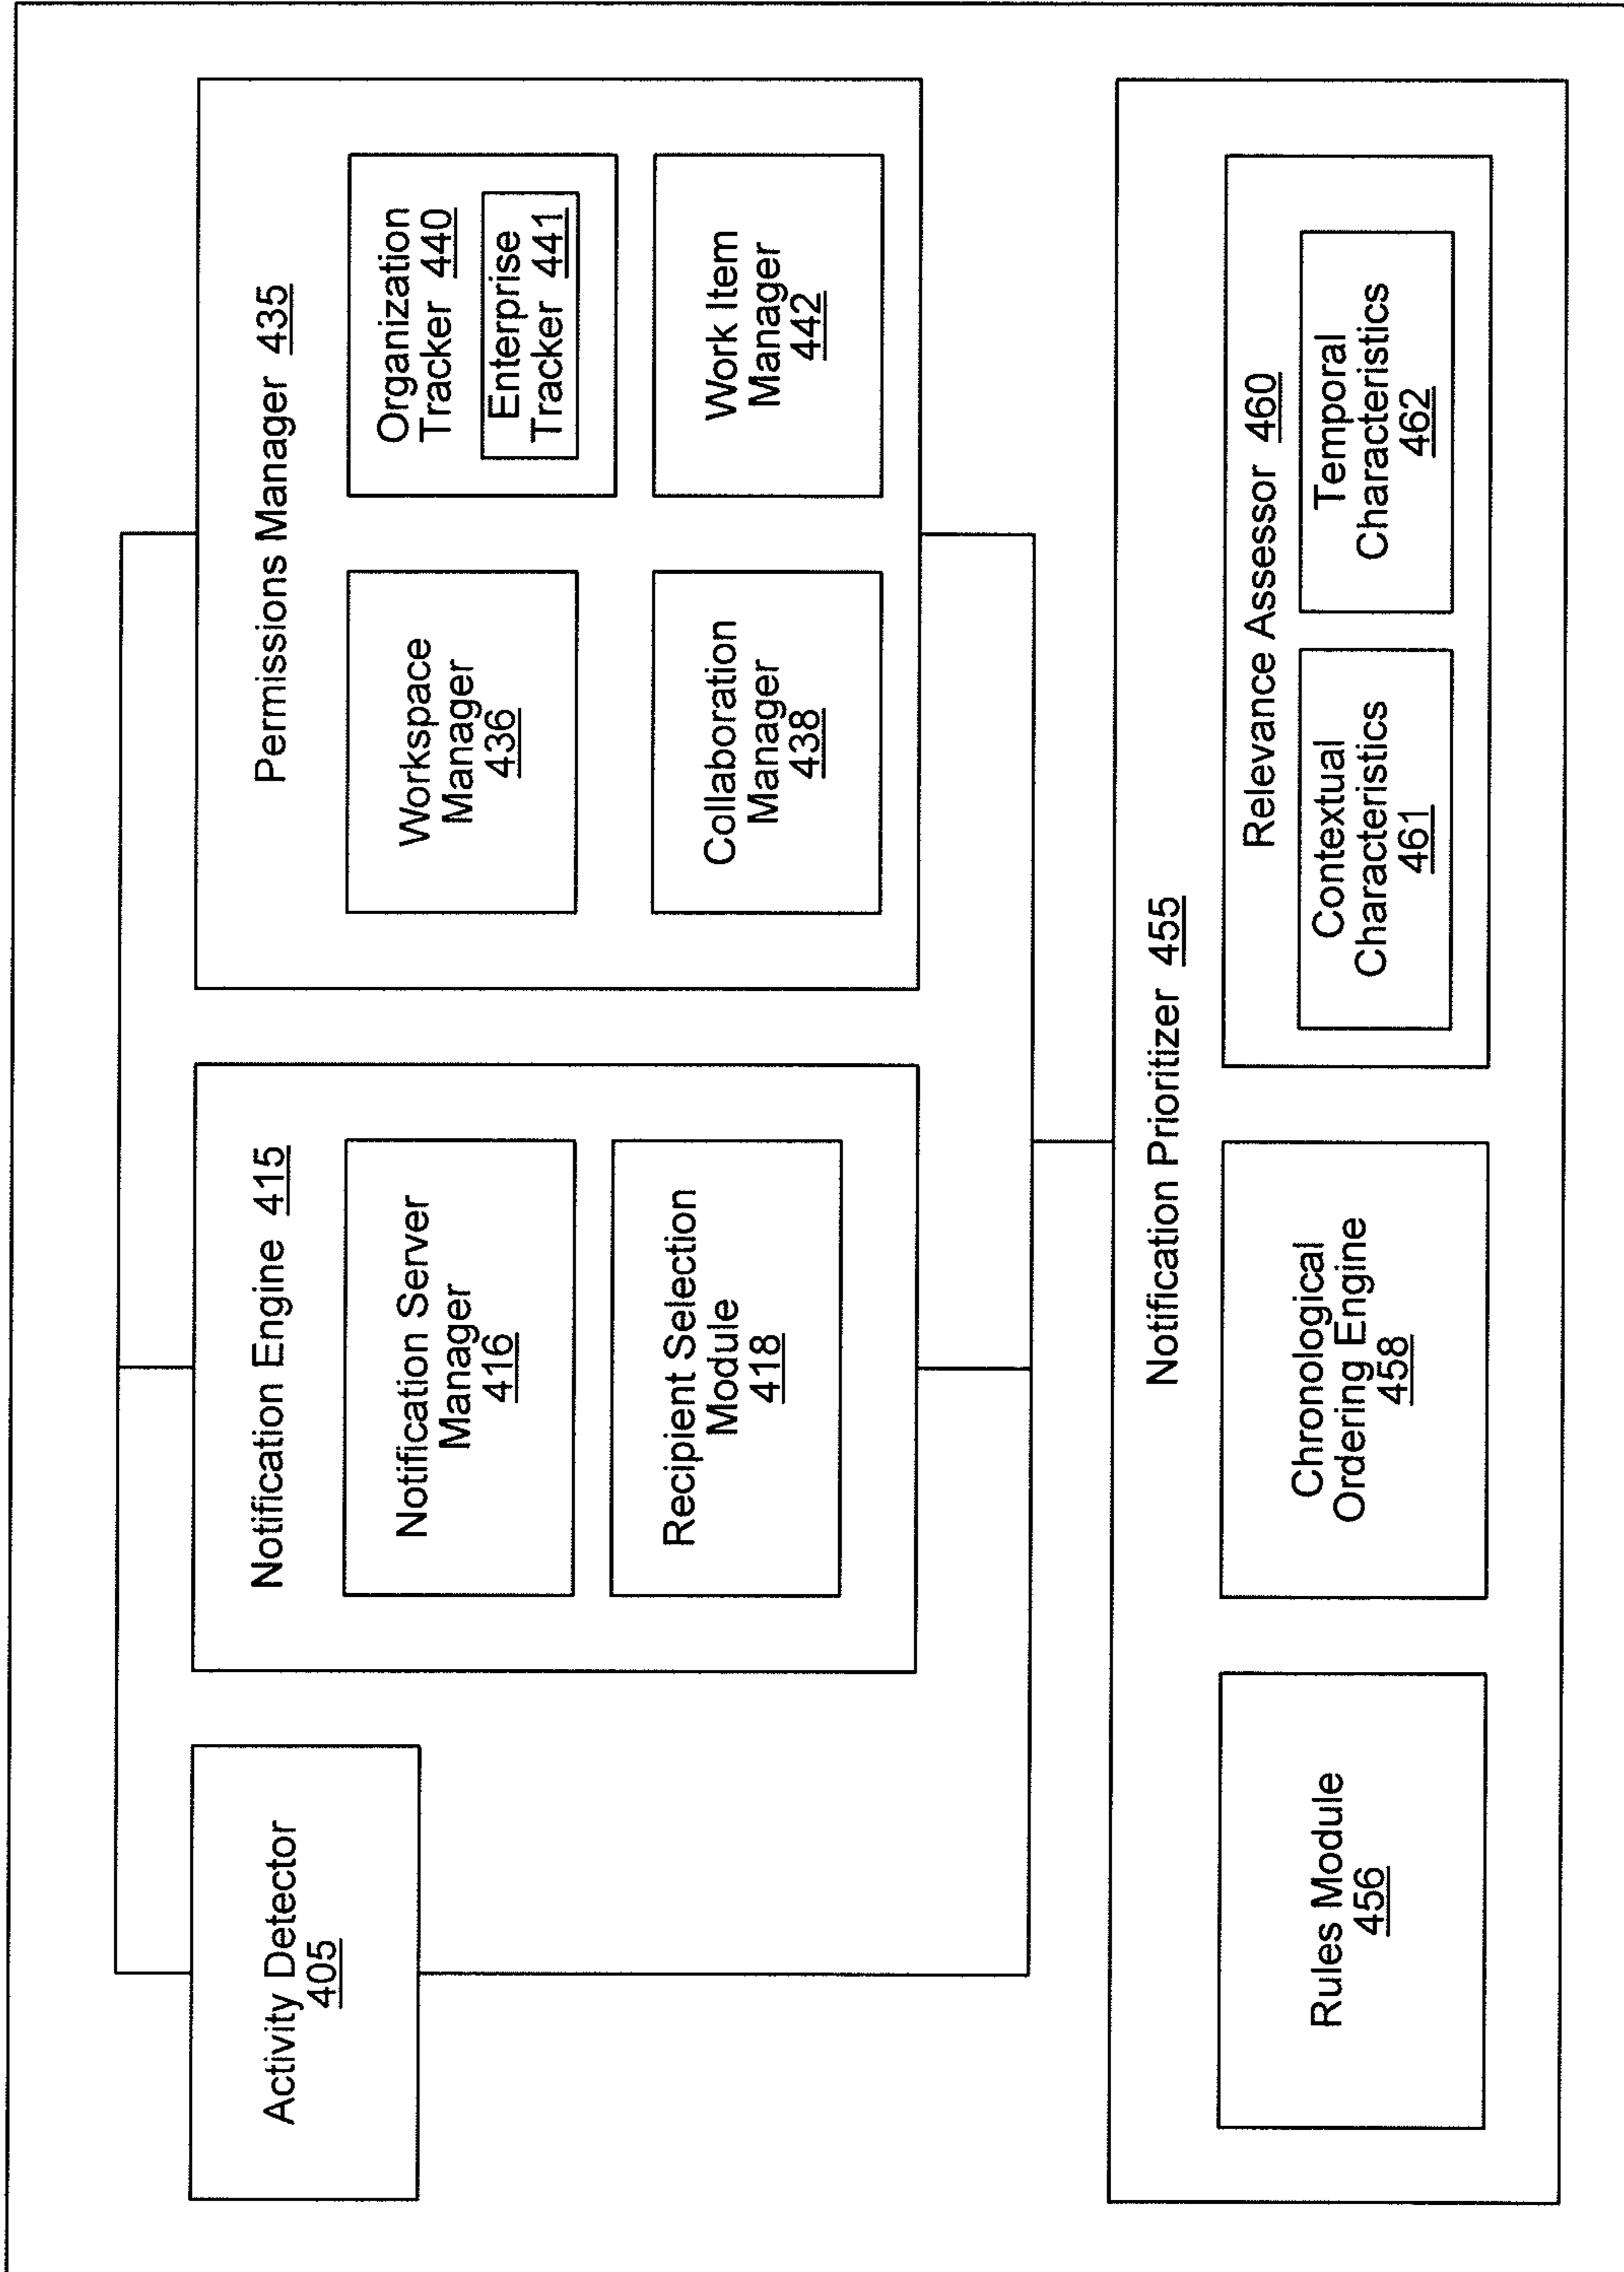 Activity Detector
405
Notification Engine 415
Notification Server
Manager
416
Recipient Selection
Module
418
Permissions Manager 435
Workspace
Manager
436
Organization
Tracker 440
Enterprise
Tracker 441
Collaboration
Manager
438
Work Item
Manager
442
Notification Prioritizer 455
Rules Module
456
Chronological
Ordering Engine
458
Relevance Assessor 460
Contextual
Characteristics
461
Temporal
Characteristics
462